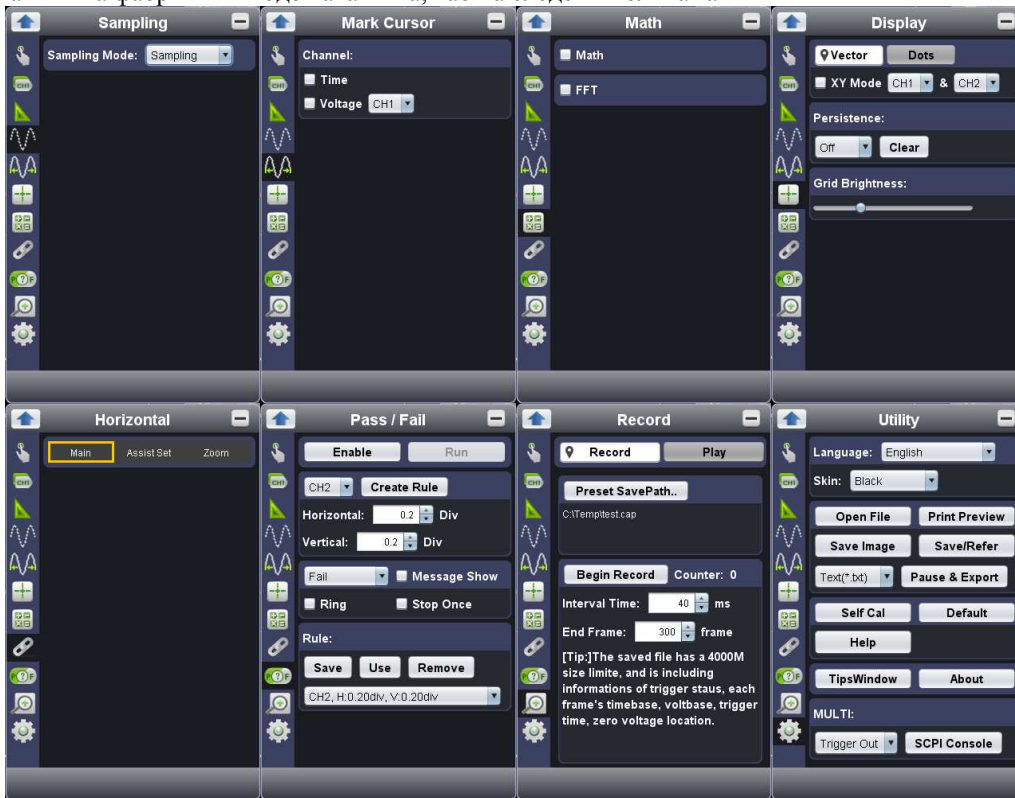 Sampling
Sampling Mode: Sampling
Mark Cursor
Channel:
Time
Voltage CH1
Math
Math
FFT
Display
Vector Dots
XY Mode CH1 & CH2
Persistence:
Off Clear
Grid Brightness:
Horizontal
Main Assist Set Zoom
Pass / Fail
Enable Run
CH2 Create Rule
Horizontal: 0.2 Div
Vertical: 0.2 Div
Fail Message Show
Ring Stop Once
Rule:
Save Use Remove
CH2, H:0.20div, V:0.20div
Record
Record Play
Preset SavePath..
C:\Temp\test.cap
Begin Record Counter: 0
Interval Time: 40 ms
End Frame: 300 frame
[Tip:]The saved file has a 4000M
size limite, and is including
informations of trigger staus, each
frame's timebase, voltbase, trigger
time, zero voltage location.
Utility
Language: English
Skin: Black
Open File Print Preview
Save Image Save/Refer
Text(*.txt) Pause & Export
Self Cal Default
Help
TipsWindow About
MULTI:
Trigger Out SCPI Console